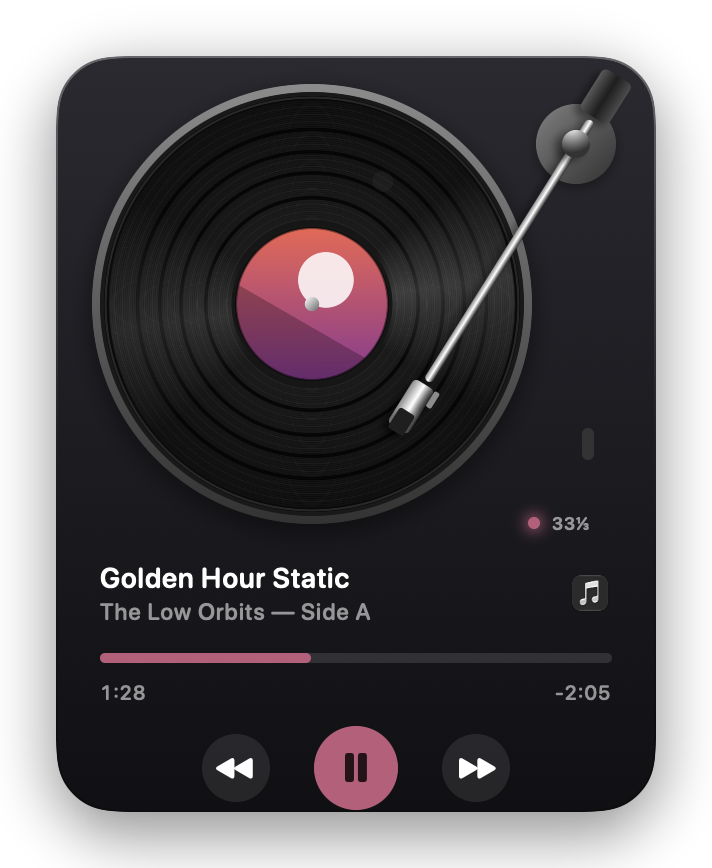 33⅓
Golden Hour Static
The Low Orbits — Side A
1:28
-2:05